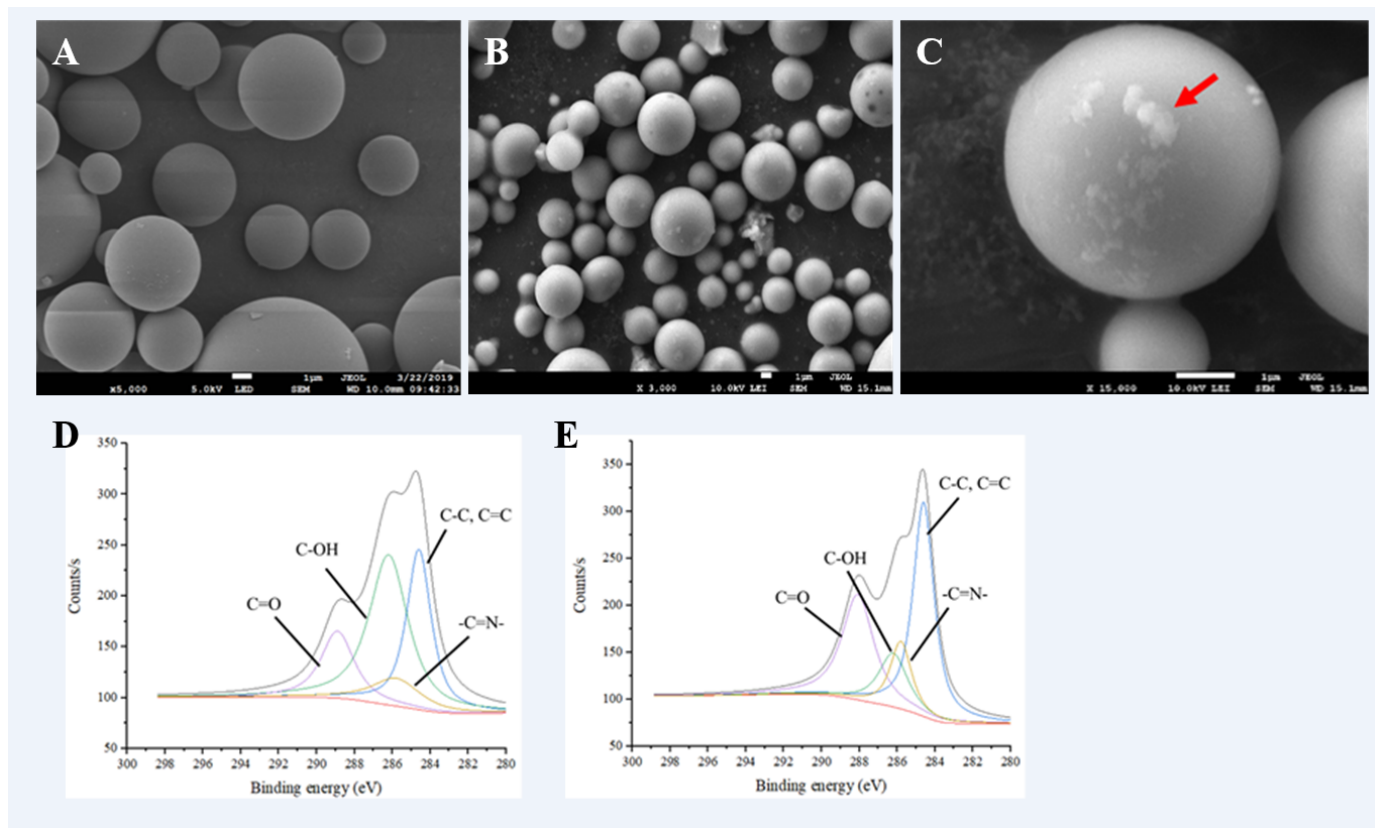 A
B
C
x5,000 5.0kV LED 1μm JEOL 3/22/2019
SEM WD 10.0mm 09:42:33
X 3,000 10.0kV LEI 1μm JEOL
SEM WD 15.1mm
X 15,000 10.0kV LEI 1μm JEOL
SEM WD 15.1mm
D
350
300
250
200
150
100
50
Counts/s
C=O
C-OH
C-C, C=C
-C=N-
300 298 296 294 292 290 288 286 284 282 280
Binding energy (eV)
E
350
300
250
200
150
100
50
Counts/s
C=O
C-OH
C-C, C=C
-C=N-
300 298 296 294 292 290 288 286 284 282 280
Binding energy (eV)